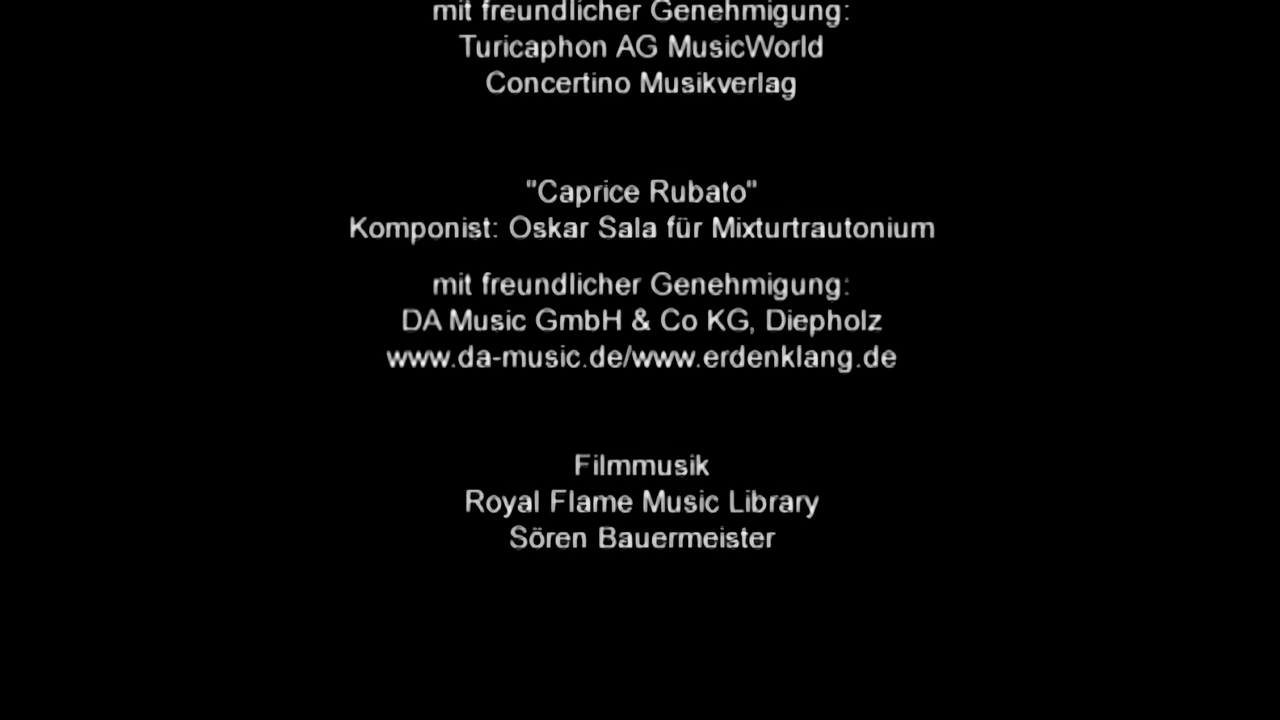 mit freundlicher Genehmigung:
Turicaphon AG MusicWorld
Concertino Musikverlag
"Caprice Rubato"
Komponist: Oskar Sala für Mixturtrautonium
mit freundlicher Genehmigung:
DA Music GmbH & Co KG, Diepholz
www.da-music.de/www.erdenklang.de
Filmmusik
Royal Flame Music Library
Sören Bauermeister